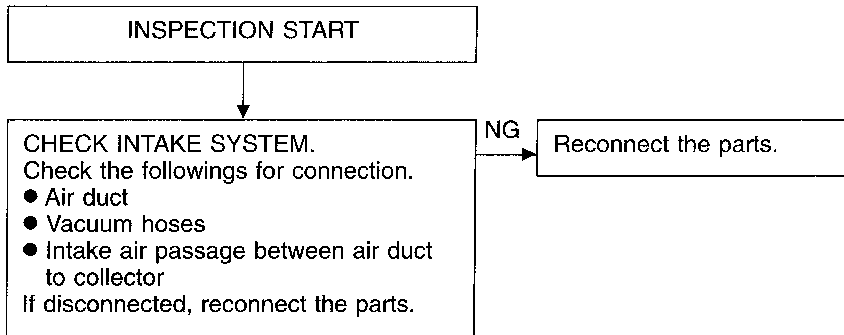 INSPECTION START
CHECK INTAKE SYSTEM.
Check the followings for connection.
● Air duct
● Vacuum hoses
● Intake air passage between air duct
to collector
If disconnected, reconnect the parts.
NG
Reconnect the parts.